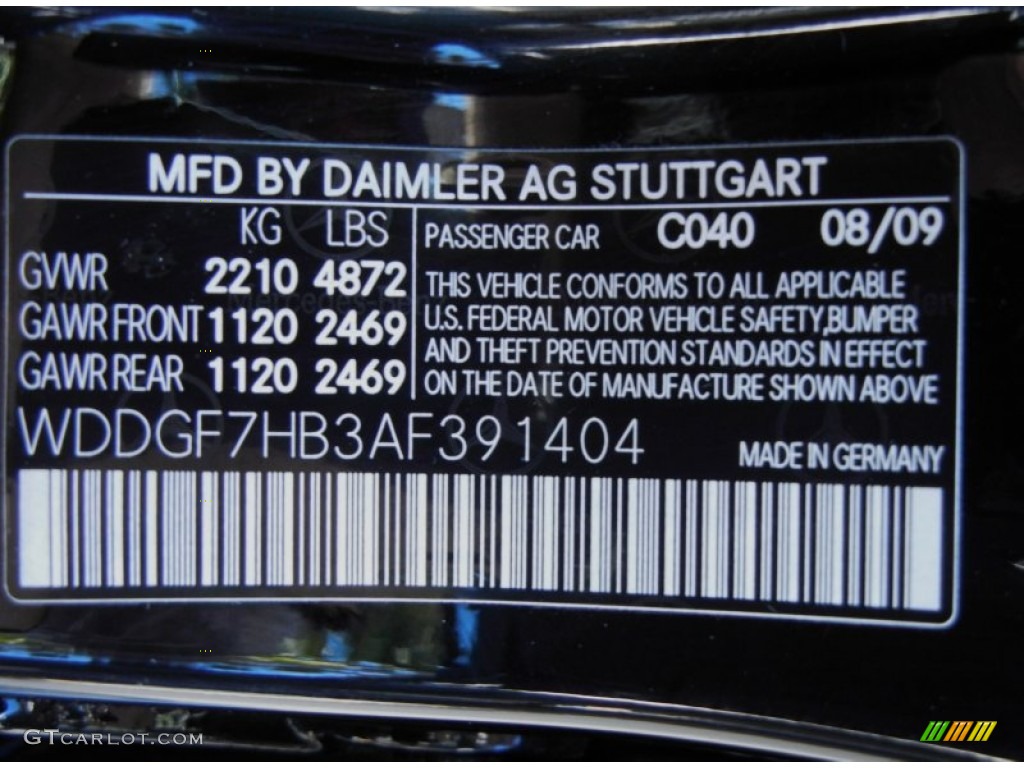 MFD BY DAIMLER AG STUTTGART
KG LBS
GVWR 2210 4872
GAWR FRONT 1120 2469
GAWR REAR 1120 2469
PASSENGER CAR C040 08/09
THIS VEHICLE CONFORMS TO ALL APPLICABLE
U.S. FEDERAL MOTOR VEHICLE SAFETY,BUMPER
AND THEFT PREVENTION STANDARDS IN EFFECT
ON THE DATE OF MANUFACTURE SHOWN ABOVE
WDDGF7HB3AF391404
MADE IN GERMANY
GTCARLOT.COM